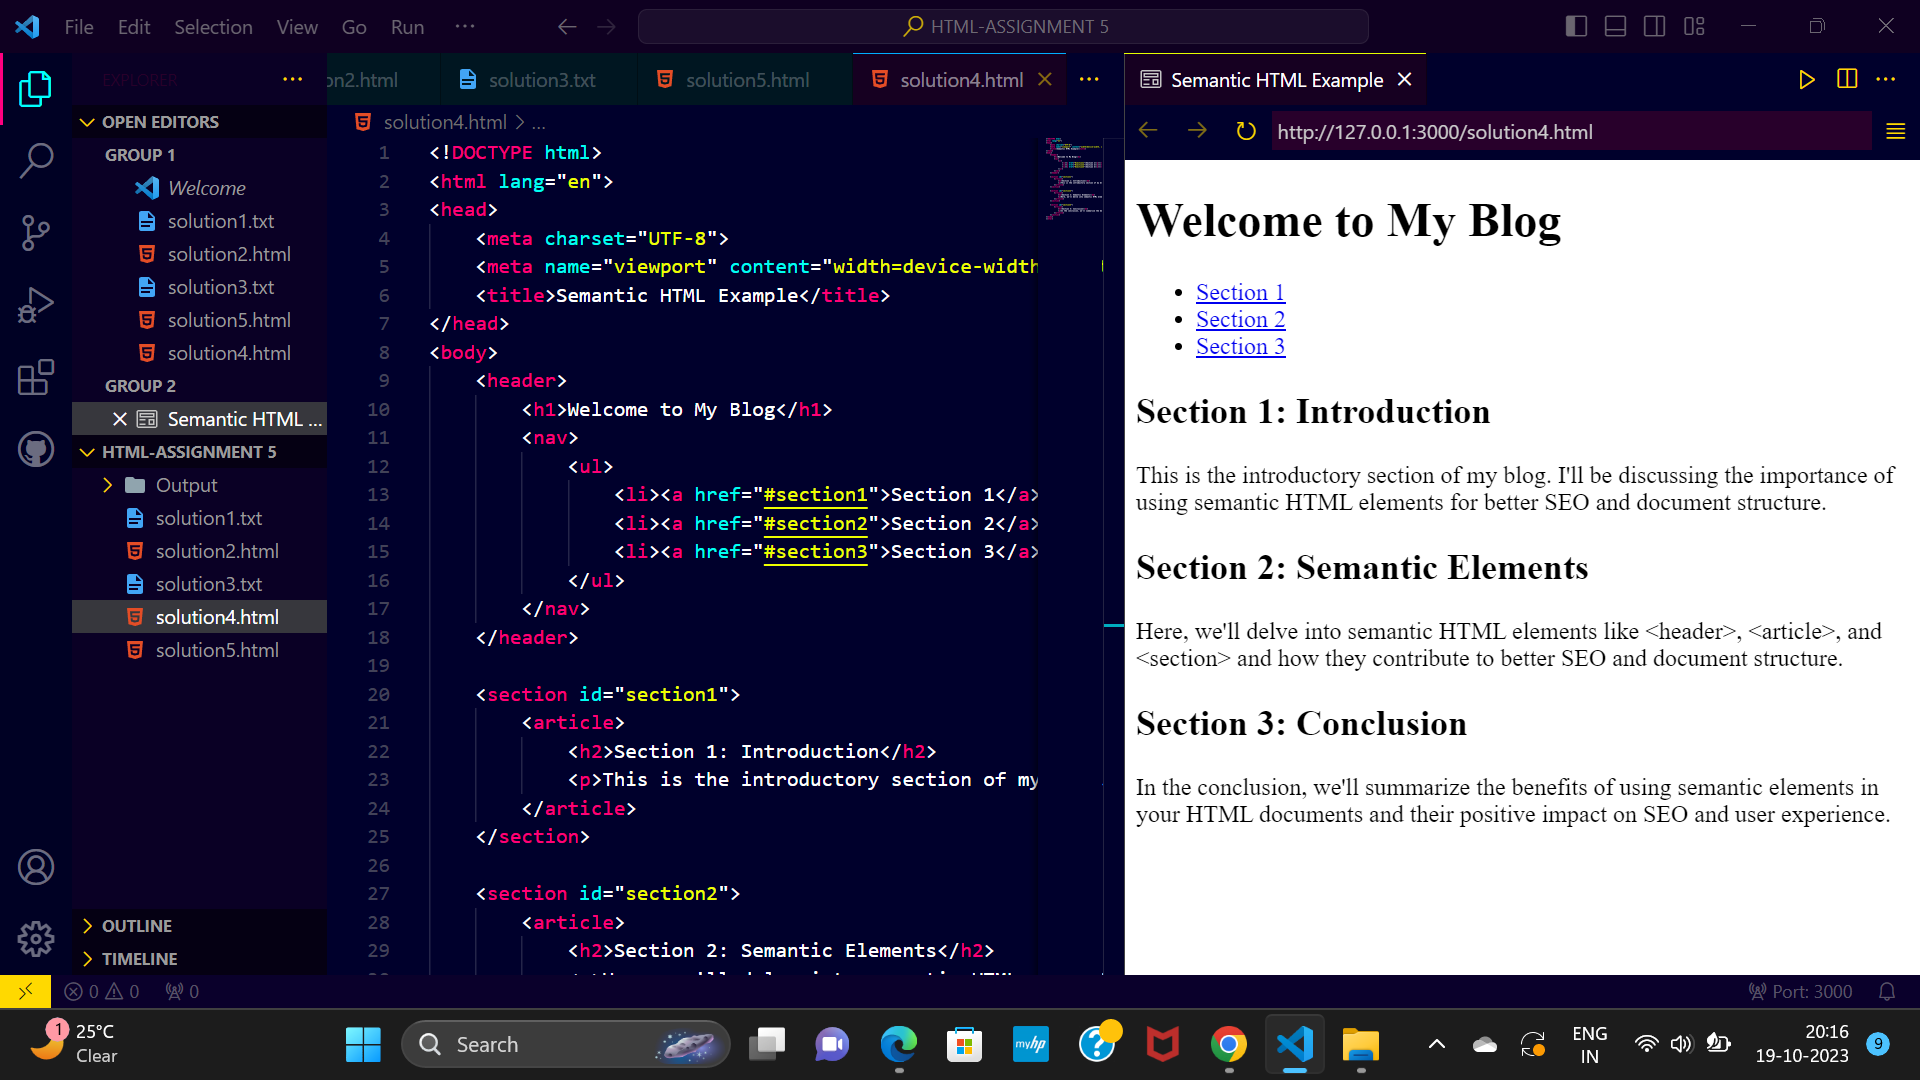 File Edit Selection View Go Run ··· HTML-ASSIGNMENT 5
EXPLORER
OPEN EDITORS
GROUP 1
Welcome
solution1.txt
solution2.html
solution3.txt
solution5.html
solution4.html
GROUP 2
Semantic HTML ...
HTML-ASSIGNMENT 5
Output
solution1.txt
solution2.html
solution3.txt
solution4.html
solution5.html
OUTLINE
TIMELINE
on2.html solution3.txt solution5.html solution4.html
solution4.html > ...
1 <!DOCTYPE html>
2 <html lang="en">
3 <head>
4 <meta charset="UTF-8">
5 <meta name="viewport" content="width=device-width
6 <title>Semantic HTML Example</title>
7 </head>
8 <body>
9 <header>
10 <h1>Welcome to My Blog</h1>
11 <nav>
12 <ul>
13 <li><a href="#section1">Section 1</a>
14 <li><a href="#section2">Section 2</a>
15 <li><a href="#section3">Section 3</a>
16 </ul>
17 </nav>
18 </header>
19
20 <section id="section1">
21 <article>
22 <h2>Section 1: Introduction</h2>
23 <p>This is the introductory section of my
24 </article>
25 </section>
26
27 <section id="section2">
28 <article>
29 <h2>Section 2: Semantic Elements</h2>
Semantic HTML Example
http://127.0.0.1:3000/solution4.html
Welcome to My Blog
• Section 1
• Section 2
• Section 3
Section 1: Introduction
This is the introductory section of my blog. I'll be discussing the importance of
using semantic HTML elements for better SEO and document structure.
Section 2: Semantic Elements
Here, we'll delve into semantic HTML elements like <header>, <article>, and
<section> and how they contribute to better SEO and document structure.
Section 3: Conclusion
In the conclusion, we'll summarize the benefits of using semantic elements in
your HTML documents and their positive impact on SEO and user experience.
0 0 0 Port: 3000
1 25°C
Clear
Search
myhp
ENG
IN
20:16
19-10-2023
9